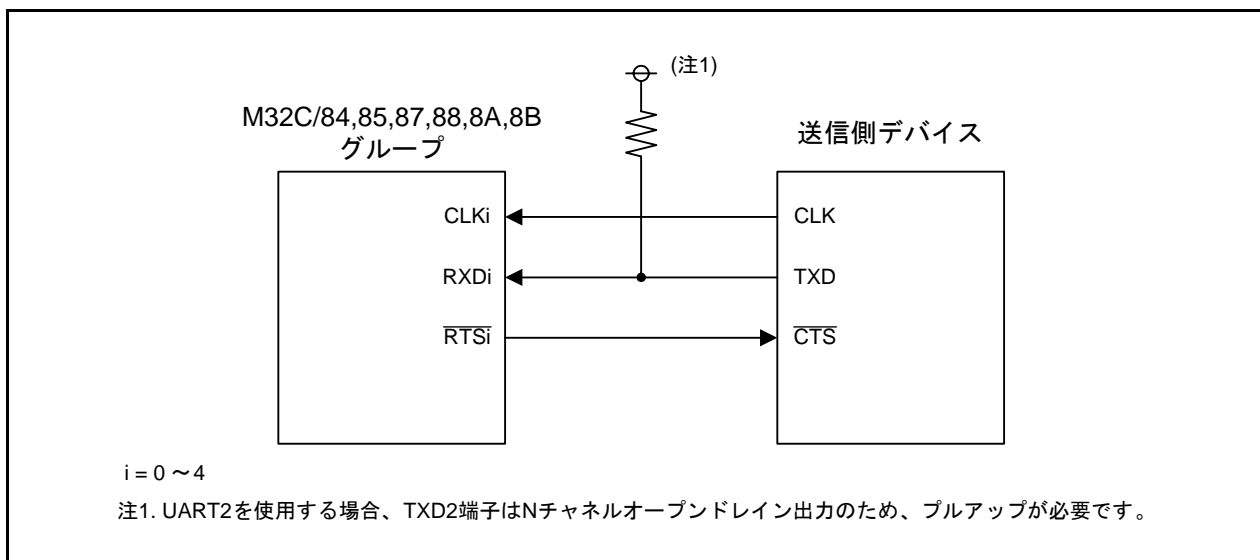 (注1)
M32C/84,85,87,88,8A,8B
グループ
送信側デバイス
CLKi
CLK
RXDi
TXD
RTSi
CTS
i = 0 ～4
注1. UART2を使用する場合、TXD2端子はNチャネルオープンドレイン出力のため、プルアップが必要です。